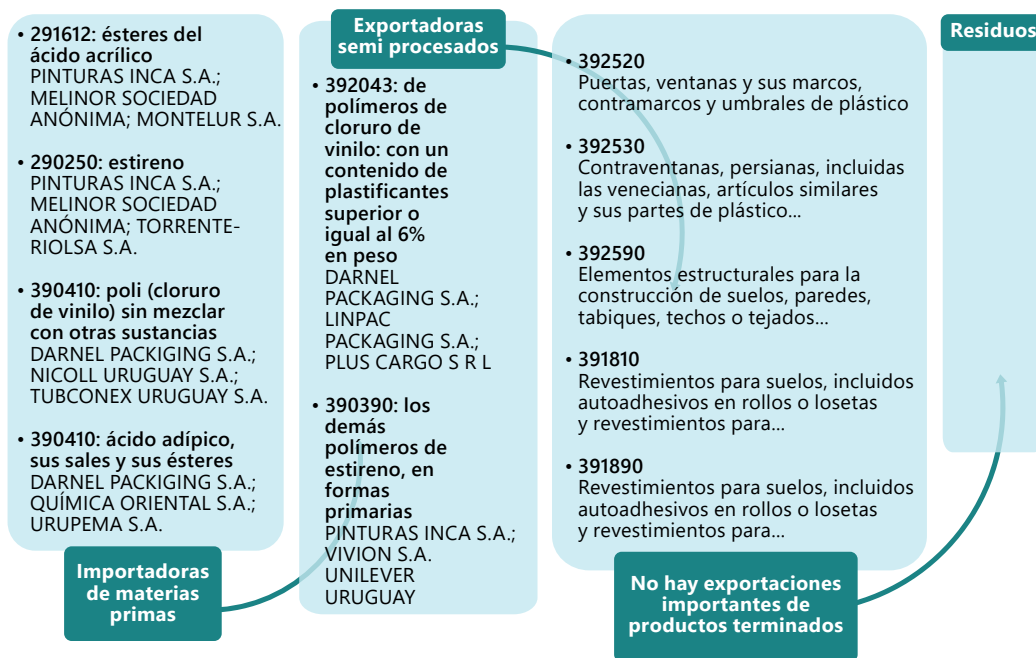 • 291612: ésteres del
ácido acrílico
PINTURAS INCA S.A.;
MELINOR SOCIEDAD
ANÓNIMA; MONTELUR S.A.
• 290250: estireno
PINTURAS INCA S.A.;
MELINOR SOCIEDAD
ANÓNIMA; TORRENTE-
RIOLSA S.A.
• 390410: poli (cloruro
de vinilo) sin mezclar
con otras sustancias
DARNEL PACKIGING S.A.;
NICOLL URUGUAY S.A.;
TUBCONEX URUGUAY S.A.
• 390410: ácido adípico,
sus sales y sus ésteres
DARNEL PACKIGING S.A.;
QUÍMICA ORIENTAL S.A.;
URUPEMA S.A.
Importadoras
de materias
primas
Exportadoras
semi procesados
• 392043: de
polímeros de
cloruro de
vinilo: con un
contenido de
plastificantes
superior o
igual al 6%
en peso
DARNEL
PACKAGING S.A.;
LINPAC
PACKAGING S.A.;
PLUS CARGO S R L
• 390390: los
demás
polímeros de
estireno, en
formas
primarias
PINTURAS INCA S.A.;
VIVION S.A.
UNILEVER
URUGUAY
• 392520
Puertas, ventanas y sus marcos,
contramarcos y umbrales de plástico
• 392530
Contraventanas, persianas, incluidas
las venecianas, artículos similares
y sus partes de plástico...
• 392590
Elementos estructurales para la
construcción de suelos, paredes,
tabiques, techos o tejados...
• 391810
Revestimientos para suelos, incluidos
autoadhesivos en rollos o losetas
y revestimientos para...
• 391890
Revestimientos para suelos, incluidos
autoadhesivos en rollos o losetas
y revestimientos para...
No hay exportaciones
importantes de
productos terminados
Residuos